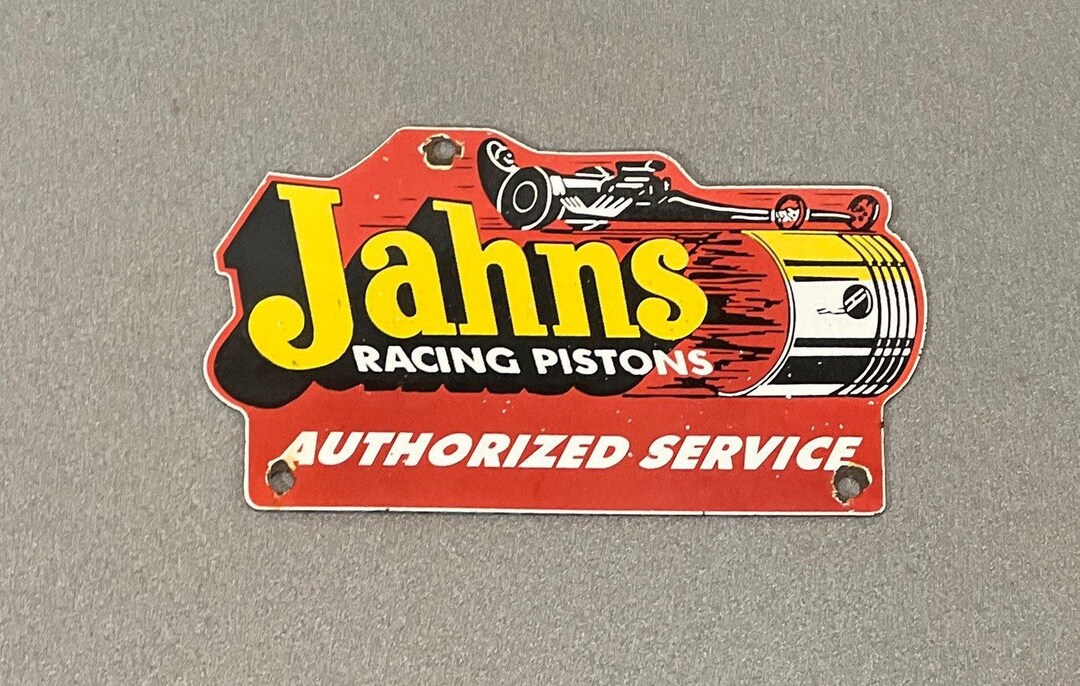 Jahns
RACING PISTONS
AUTHORIZED SERVICE